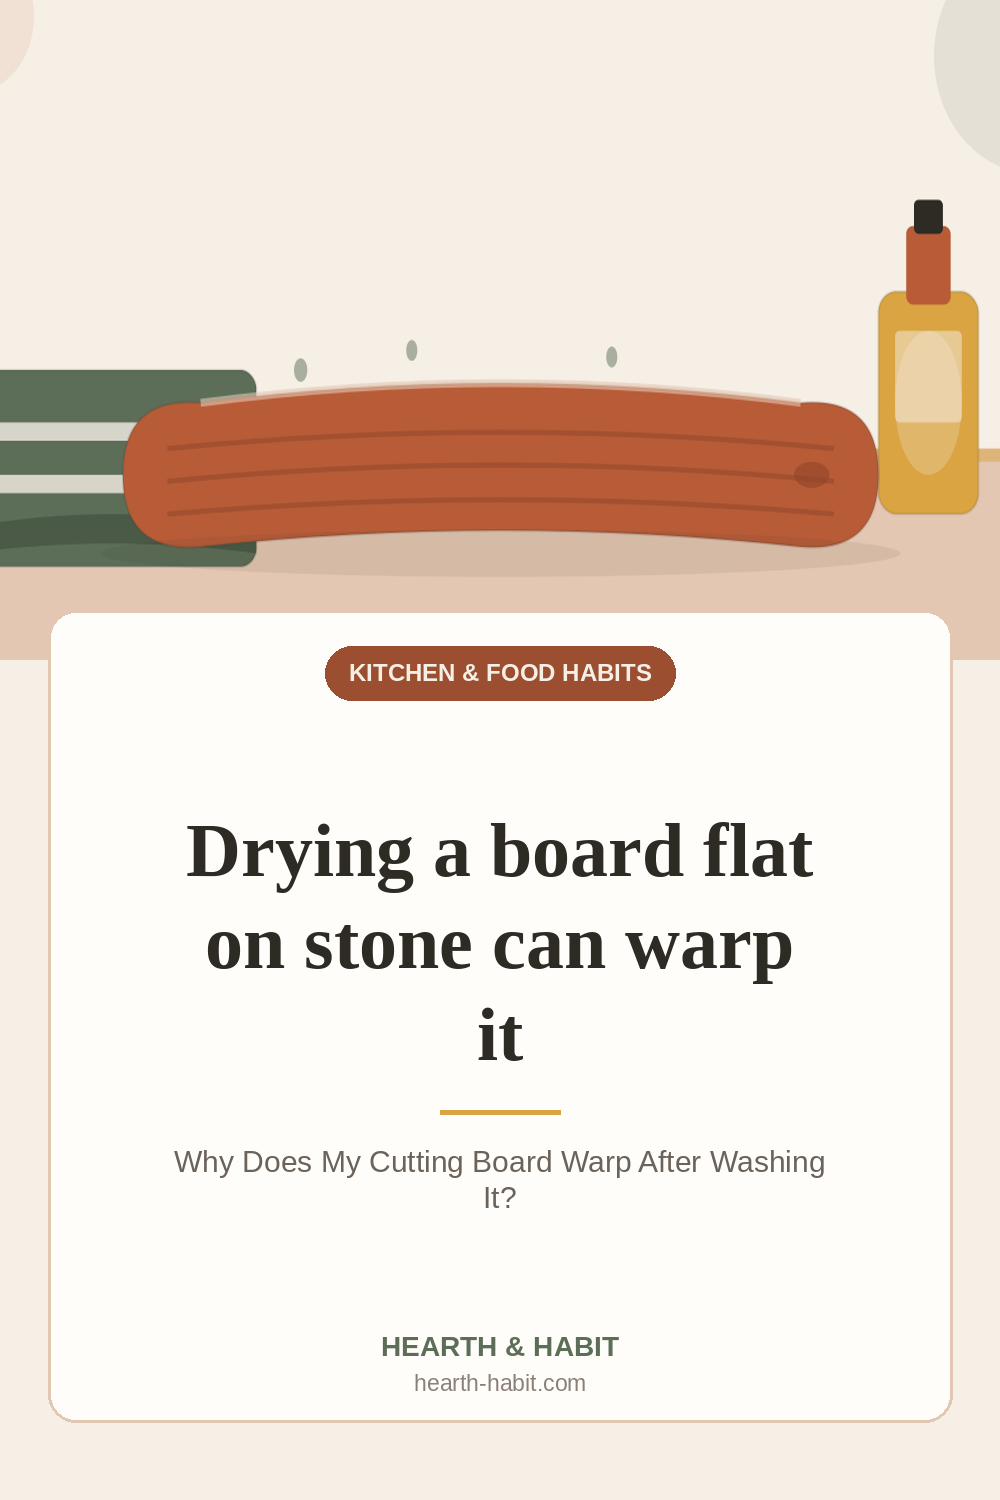 KITCHEN & FOOD HABITS
Drying a board flat
on stone can warp
it
Why Does My Cutting Board Warp After Washing
It?
HEARTH & HABIT
hearth-habit.com